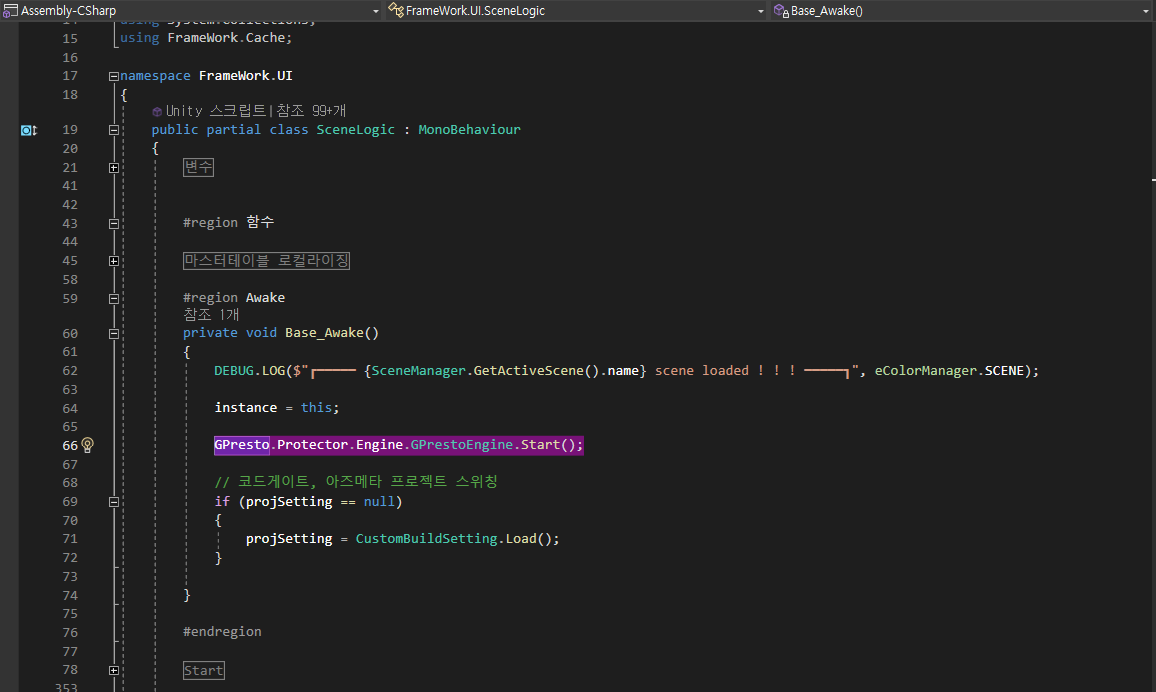 Assembly-CSharp FrameWork.UI.SceneLogic Base_Awake()
14 using System.Collections;
15 using FrameWork.Cache;
16
17 namespace FrameWork.UI
18 {
Unity 스크립트|참조 99+개
19 public partial class SceneLogic : MonoBehaviour
20 {
21 변수
41
42
43 #region 함수
44
45 마스터테이블 로컬라이징
58
59 #region Awake
참조 1개
60 private void Base_Awake()
61 {
62 DEBUG.LOG($"┏━━━━━ {SceneManager.GetActiveScene().name} scene loaded ! ! ! ━━━━━┓", eColorManager.SCENE);
63
64 instance = this;
65
66 GPresto.Protector.Engine.GPrestoEngine.Start();
67
68 // 코드게이트, 아즈메타 프로젝트 스위칭
69 if (projSetting == null)
70 {
71 projSetting = CustomBuildSetting.Load();
72 }
73
74 }
75
76 #endregion
77
78 Start
353